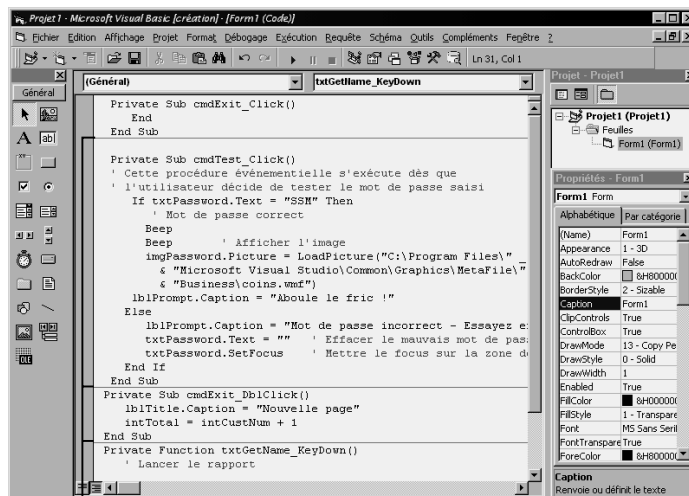 Projet1 - Microsoft Visual Basic [création] - [Form1 (Code)]
Fichier Edition Affichage Projet Format Débogage Exécution Requête Schéma Outils Compléments Fenêtre ?
Ln 31, Col 1
Général
(Général) txtGetName_KeyDown
Private Sub cmdExit_Click()
End
End Sub
Private Sub cmdTest_Click()
' Cette procédure événementielle s'exécute dès que
' l'utilisateur décide de tester le mot de passe saisi
If txtPassword.Text = "SSM" Then
' Mot de passe correct
Beep
Beep ' Afficher l'image
imgPassword.Picture = LoadPicture("C:\Program Files\" _
& "Microsoft Visual Studio\Common\Graphics\MetaFile\"
& "Business\coins.wmf")
lblPrompt.Caption = "Aboule le fric !"
Else
lblPrompt.Caption = "Mot de passe incorrect - Essayez
txtPassword.Text = "" ' Effacer le mauvais mot de
txtPassword.SetFocus ' Mettre le focus sur la zone
End If
End Sub
Private Sub cmdExit_DblClick()
lblTitle.Caption = "Nouvelle page"
intTotal = intCustNum + 1
End Sub
Private Function txtGetName_KeyDown()
' Lancer le rapport
Projet - Projet1
Projet1 (Projet1)
Feuilles
Form1 (Form1)
Propriétés - Form1
Form1 Form
Alphabétique Par catégorie
(Name) Form1
Appearance 1 - 3D
AutoRedraw False
BackColor &H80000(
BorderStyle 2 - Sizable
Caption Form1
ClipControls True
ControlBox True
DrawMode 13 - Copy Pe
DrawStyle 0 - Solid
DrawWidth 1
Enabled True
FillColor &H00000(
FillStyle 1 - Transpare
Font MS Sans Serif
FontTranspare True
ForeColor &H80000(
Caption
Renvoie ou définit le texte